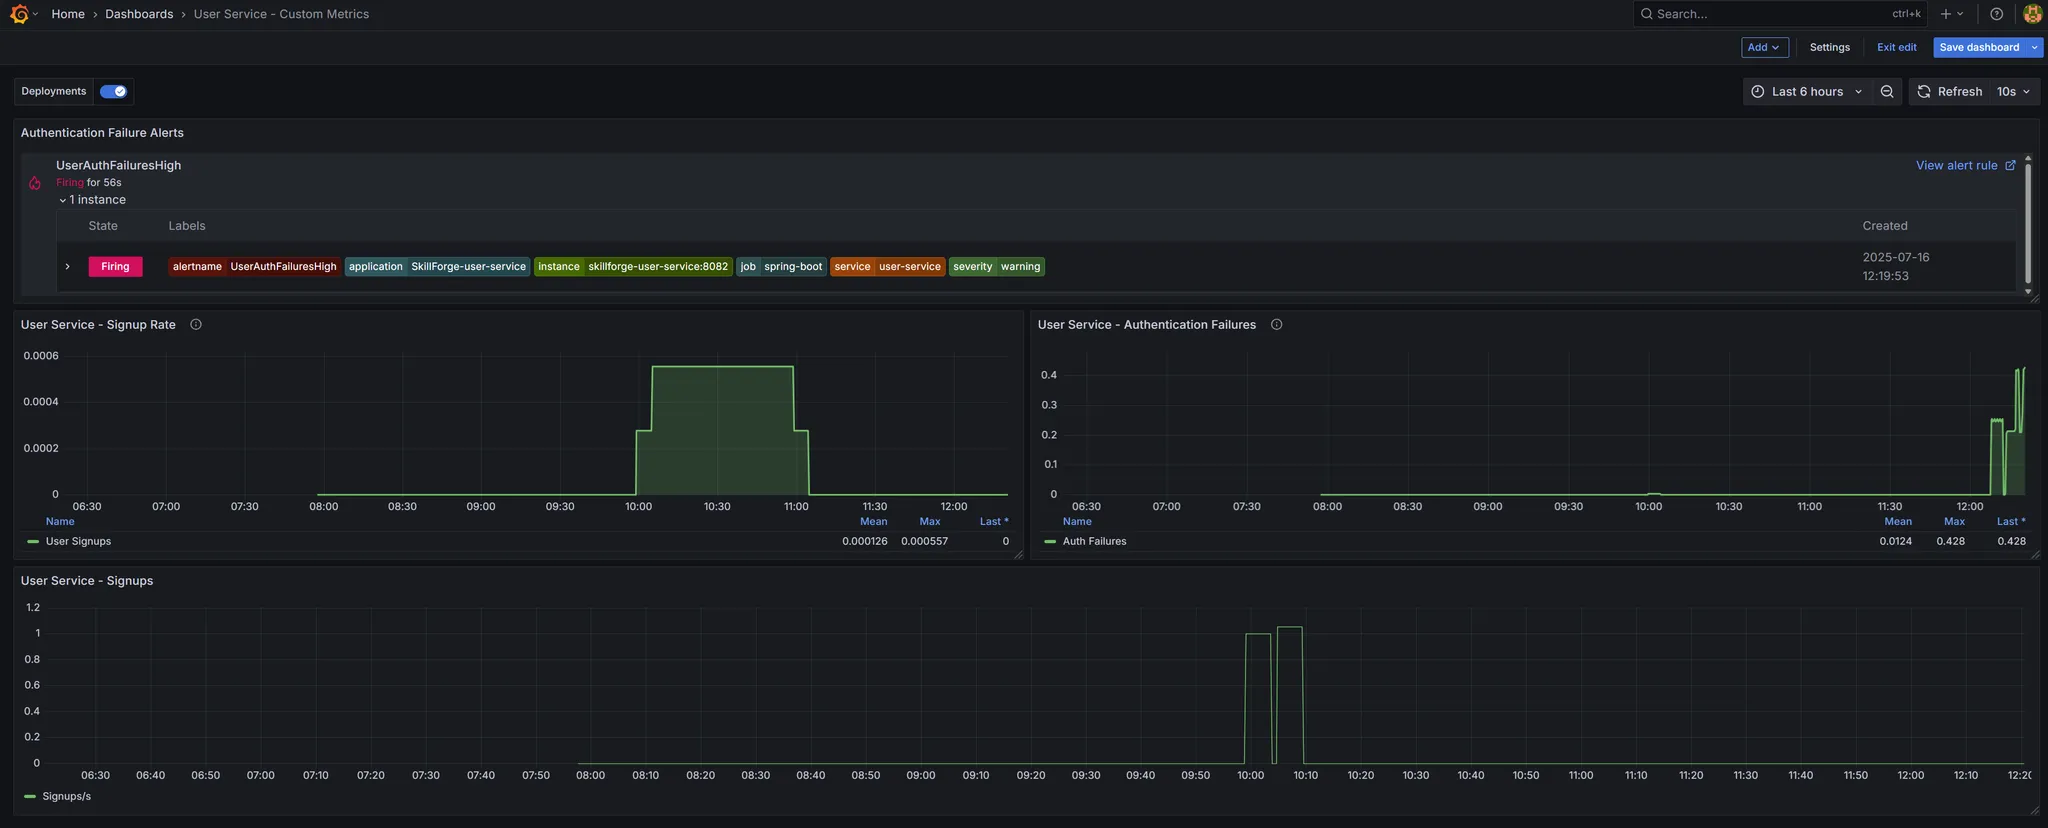 Home › Dashboards › User Service - Custom Metrics
Search... ctrl+k
Add Settings Exit edit Save dashboard
Deployments
Last 6 hours Refresh 10s
Authentication Failure Alerts
UserAuthFailuresHigh View alert rule
Firing for 56s
1 instance
State Labels Created
Firing alertname UserAuthFailuresHigh application SkillForge-user-service instance skillforge-user-service:8082 job spring-boot service user-service severity warning 2025-07-16
12:19:53
User Service - Signup Rate
0.0006
0.0004
0.0002
0
06:30 07:00 07:30 08:00 08:30 09:00 09:30 10:00 10:30 11:00 11:30 12:00
Name Mean Max Last *
User Signups 0.000126 0.000557 0
User Service - Authentication Failures
0.4
0.3
0.2
0.1
0
06:30 07:00 07:30 08:00 08:30 09:00 09:30 10:00 10:30 11:00 11:30 12:00
Name Mean Max Last *
Auth Failures 0.0124 0.428 0.428
User Service - Signups
1.2
1
0.8
0.6
0.4
0.2
0
06:30 06:40 06:50 07:00 07:10 07:20 07:30 07:40 07:50 08:00 08:10 08:20 08:30 08:40 08:50 09:00 09:10 09:20 09:30 09:40 09:50 10:00 10:10 10:20 10:30 10:40 10:50 11:00 11:10 11:20 11:30 11:40 11:50 12:00 12:10 12:20
Signups/s